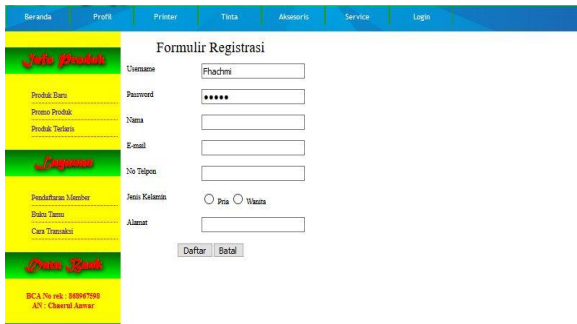 Beranda Profil Printer Tinta Aksesoris Service Login
Info Produk
Produk Baru
Promo Produk
Produk Terlaris
Layanan
Pendaftaran Member
Buku Tamu
Cara Transaksi
Data Bank
BCA No rek : 868967598
AN : Chaerul Anwar
Formulir Registrasi
Username Fhachmi
Password •••••
Nama
E-mail
No Telpon
Jenis Kelamin Pria Wanita
Alamat
Daftar Batal